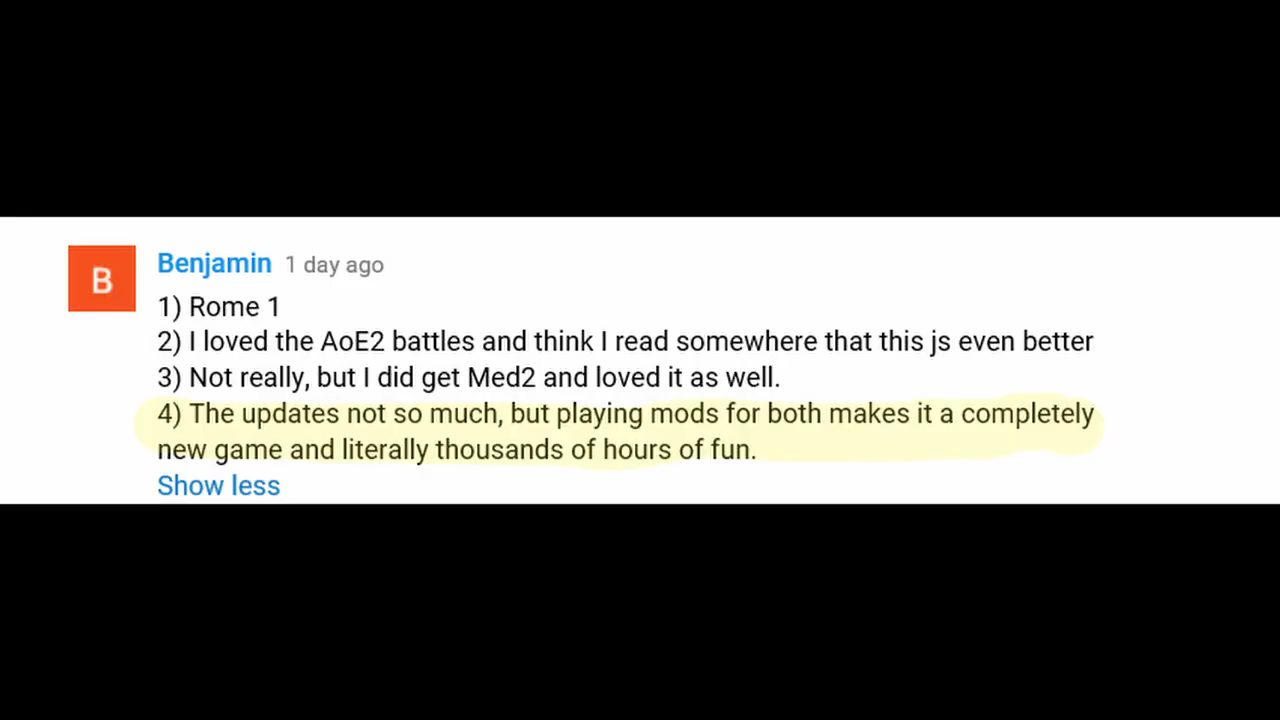 B
Benjamin 1 day ago
1) Rome 1
2) I loved the AoE2 battles and think I read somewhere that this js even better
3) Not really, but I did get Med2 and loved it as well.
4) The updates not so much, but playing mods for both makes it a completely
new game and literally thousands of hours of fun.
Show less